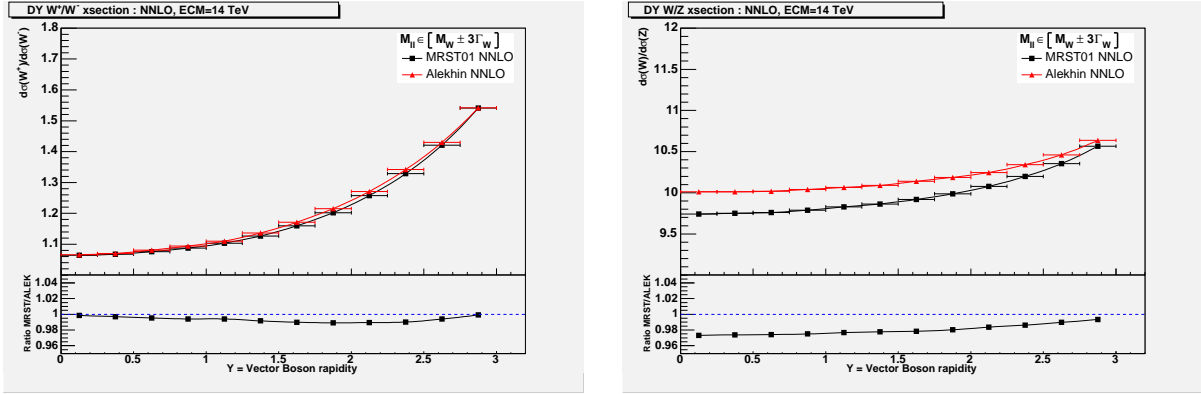 DY W⁺/W⁻ xsection : NNLO, ECM=14 TeV
dσ(W⁺)/dσ(W⁻)
1.8
1.7
1.6
1.5
1.4
1.3
1.2
1.1
M_ll ∈ [ M_W ± 3Γ_W ]
MRST01 NNLO
Alekhin NNLO
Ratio MRST/ALEK
1.04
1.02
1
0.98
0.96
0 0.5 1 1.5 2 2.5 3
Y = Vector Boson rapidity
DY W/Z xsection : NNLO, ECM=14 TeV
dσ(W)/dσ(Z)
12
11.5
11
10.5
10
9.5
M_ll ∈ [ M_W ± 3Γ_W ]
MRST01 NNLO
Alekhin NNLO
Ratio MRST/ALEK
1.04
1.02
1
0.98
0.96
0 0.5 1 1.5 2 2.5 3
Y = Vector Boson rapidity